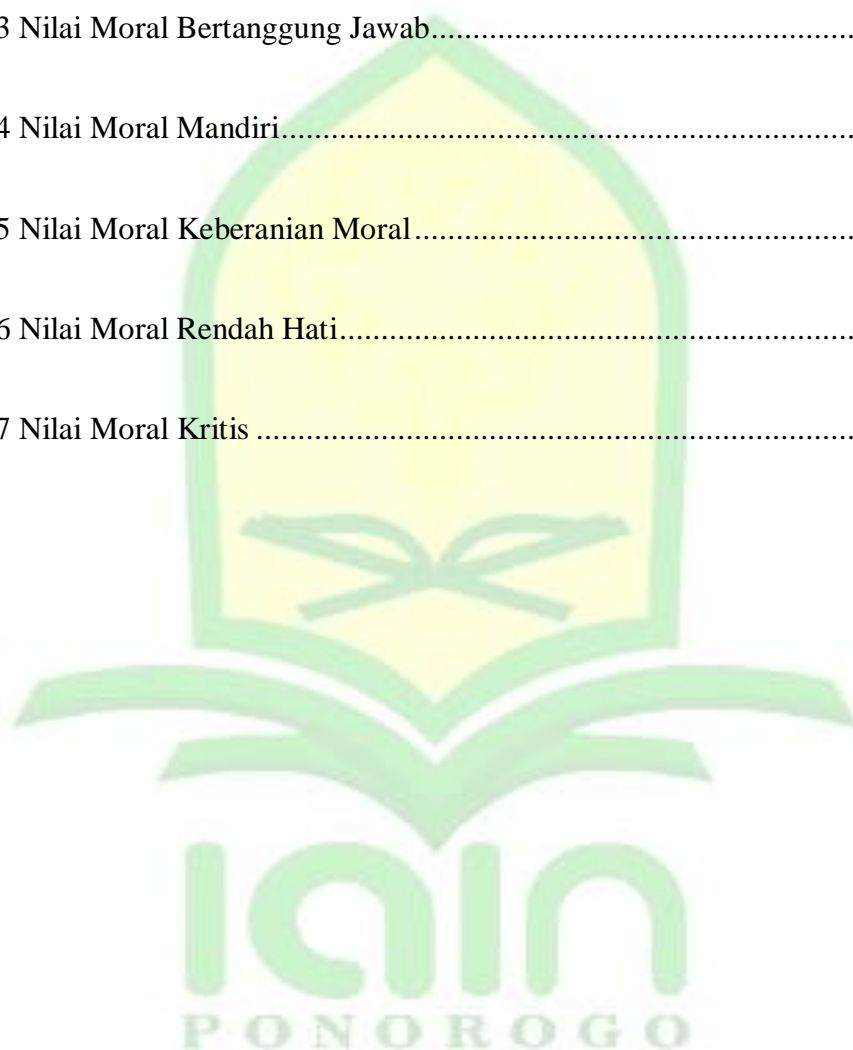 3 Nilai Moral Bertanggung Jawab............................................
4 Nilai Moral Mandiri............................................................
5 Nilai Moral Keberanian Moral..............................................
6 Nilai Moral Rendah Hati......................................................
7 Nilai Moral Kritis ..............................................................
iain
PONOROGO